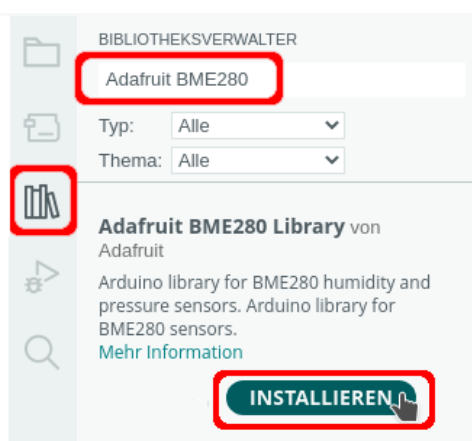 BIBLIOTHEKSVERWALTER
Adafruit BME280
Typ: Alle
Thema: Alle
Adafruit BME280 Library von
Adafruit
Arduino library for BME280 humidity and
pressure sensors. Arduino library for
BME280 sensors.
Mehr Information
INSTALLIEREN